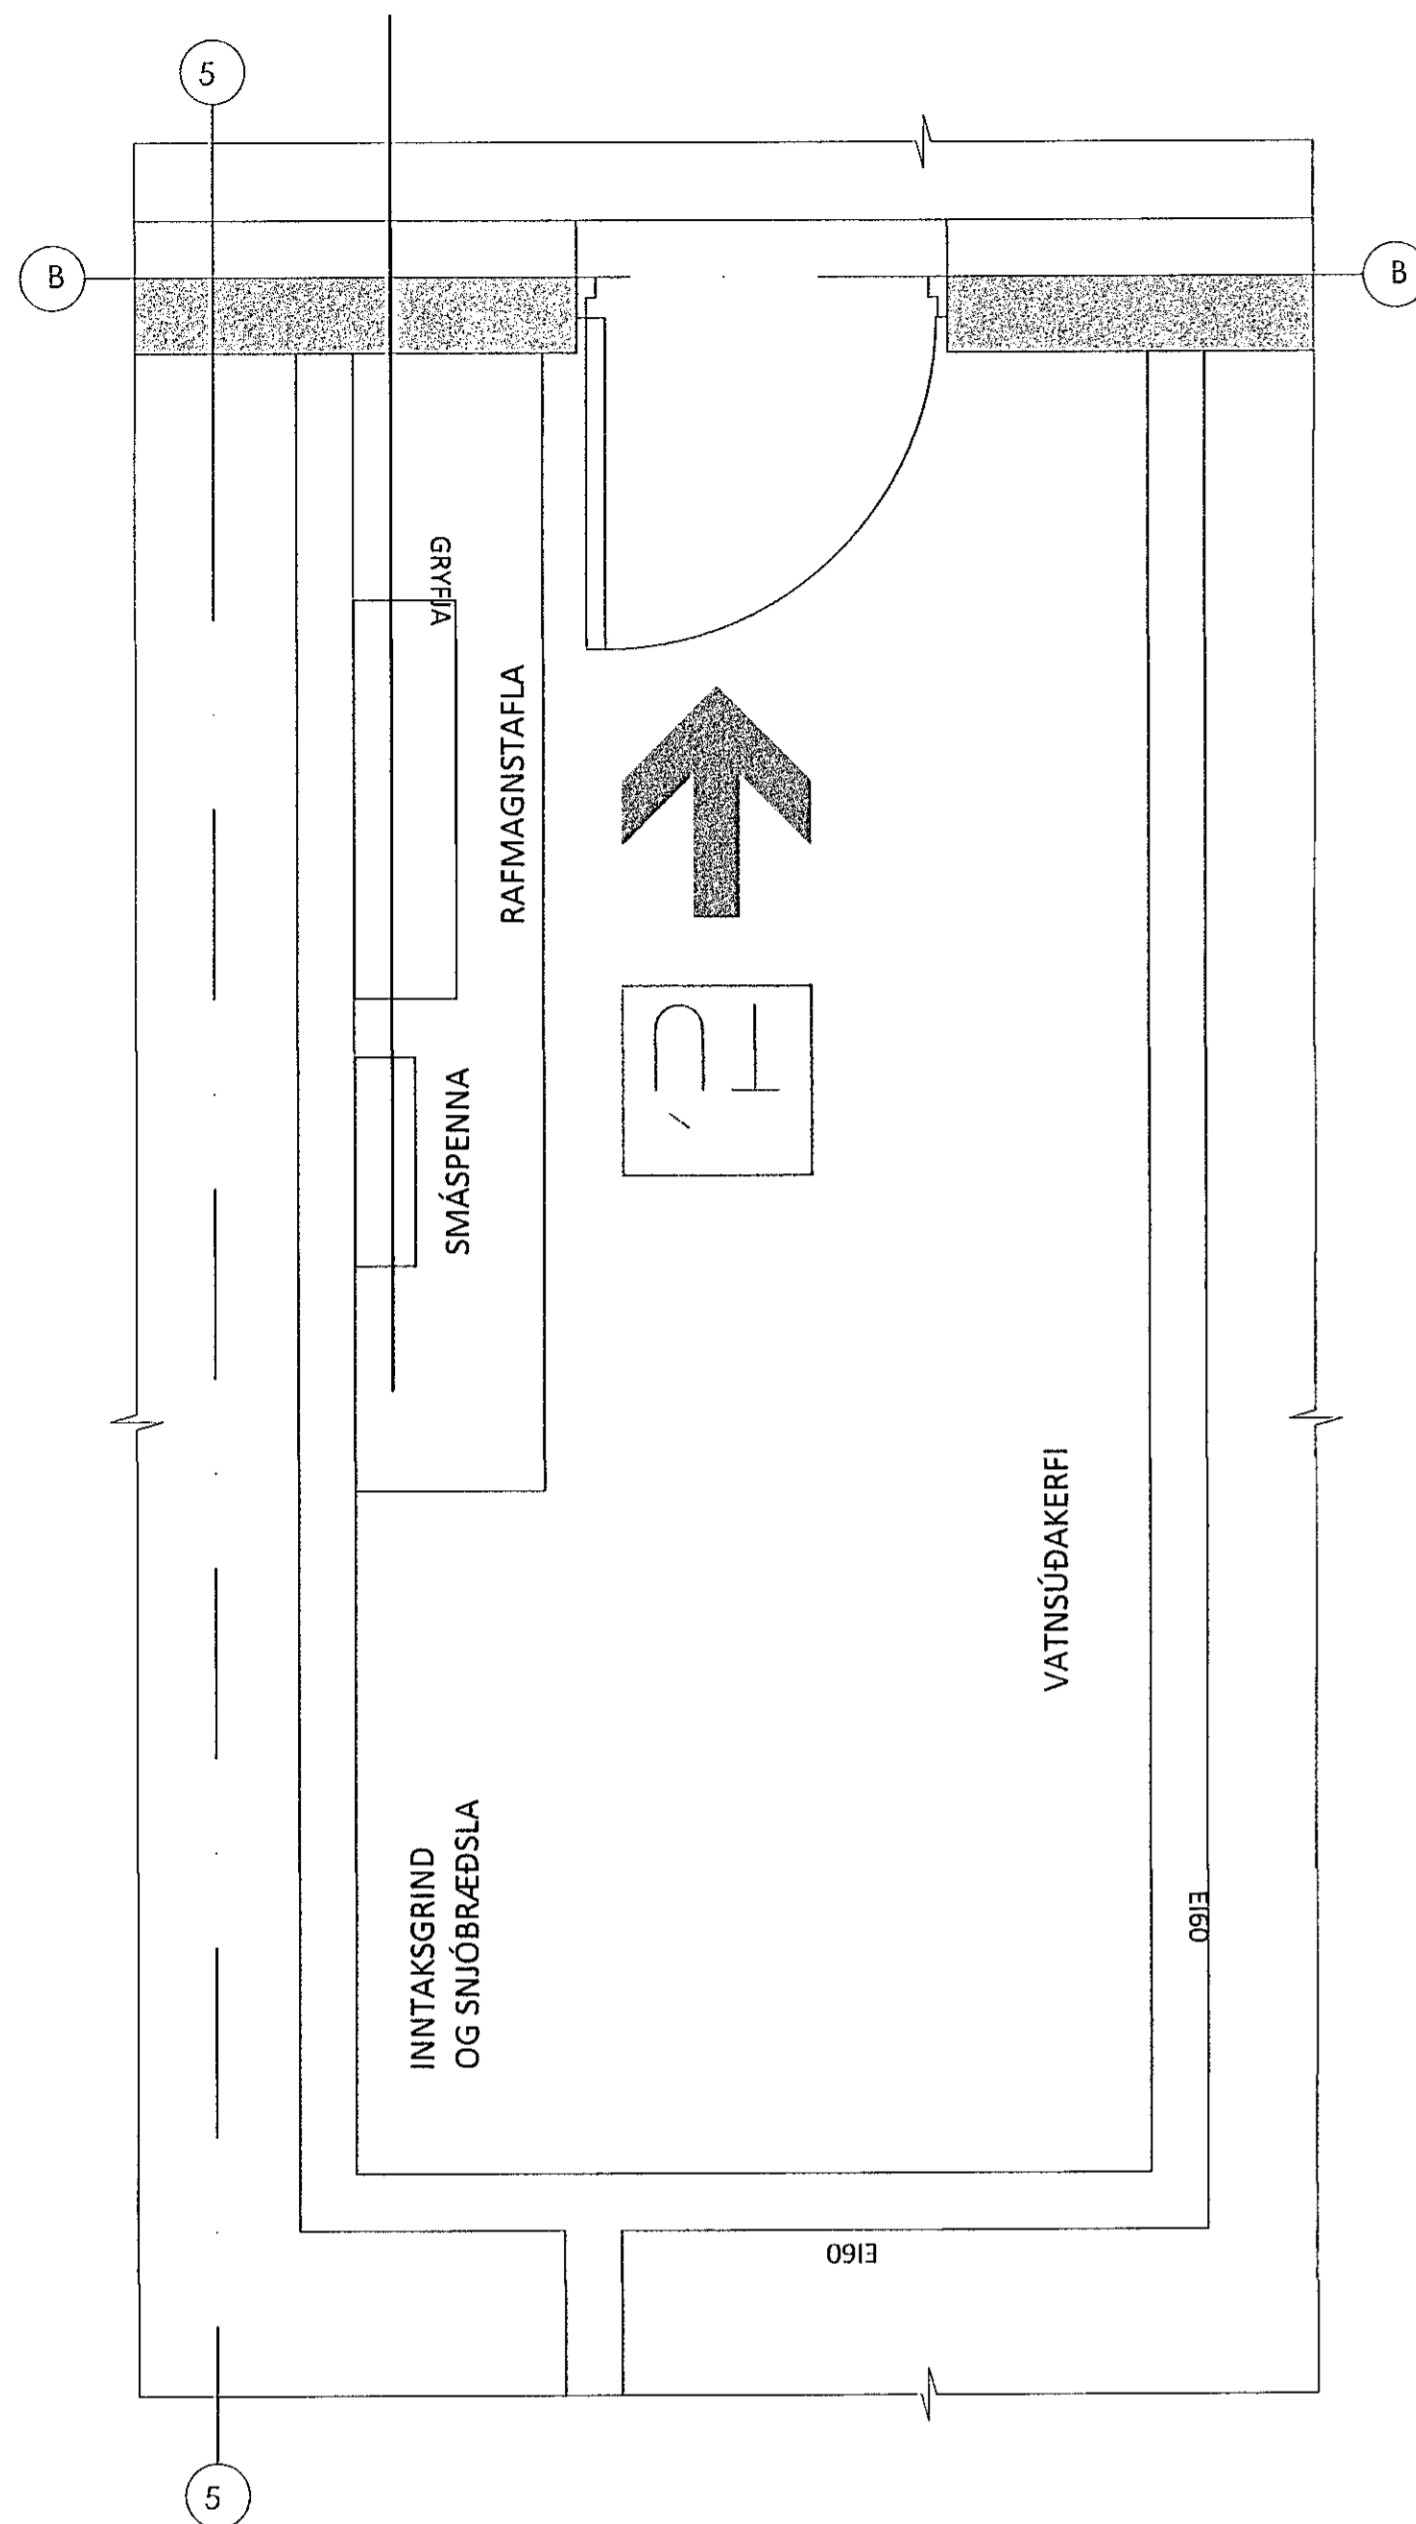 5
B
B
GRYFJA
RAFMAGNSTAFLA
ÚT
SMÁSPENNA
VATNSÚÐAKERFI
INNTAKSGRIND
OG SNJÓBRÆÐSLA
EI60
EI60
5